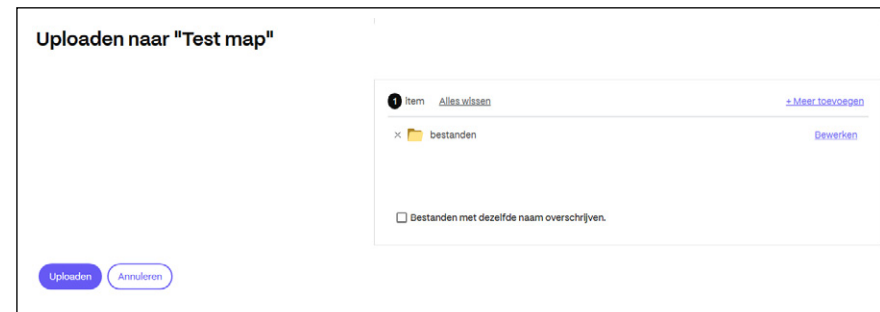 Uploaden naar "Test map"
1 Item Alles wissen + Meer toevoegen
× bestanden Bewerken
Bestanden met dezelfde naam overschrijven.
Uploaden Annuleren